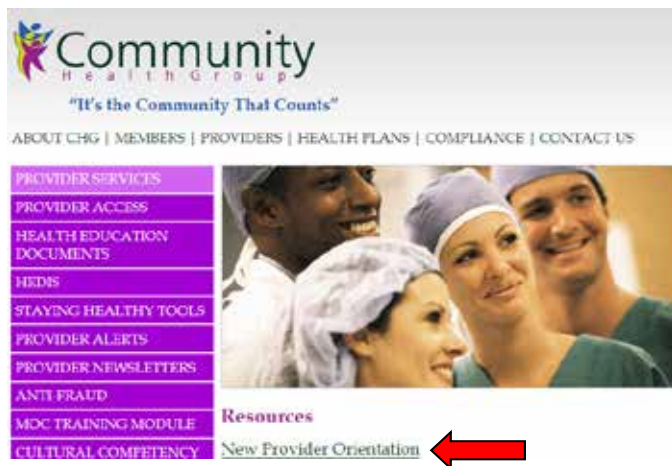 Community
HealthGroup
"It's the Community That Counts"
ABOUT CHG | MEMBERS | PROVIDERS | HEALTH PLANS | COMPLIANCE | CONTACT US
PROVIDER SERVICES
PROVIDER ACCESS
HEALTH EDUCATION
DOCUMENTS
HEDIS
STAYING HEALTHY TOOLS
PROVIDER ALERTS
PROVIDER NEWSLETTERS
ANTI FRAUD
MOC TRAINING MODULE
CULTURAL COMPETENCY
Resources
New Provider Orientation